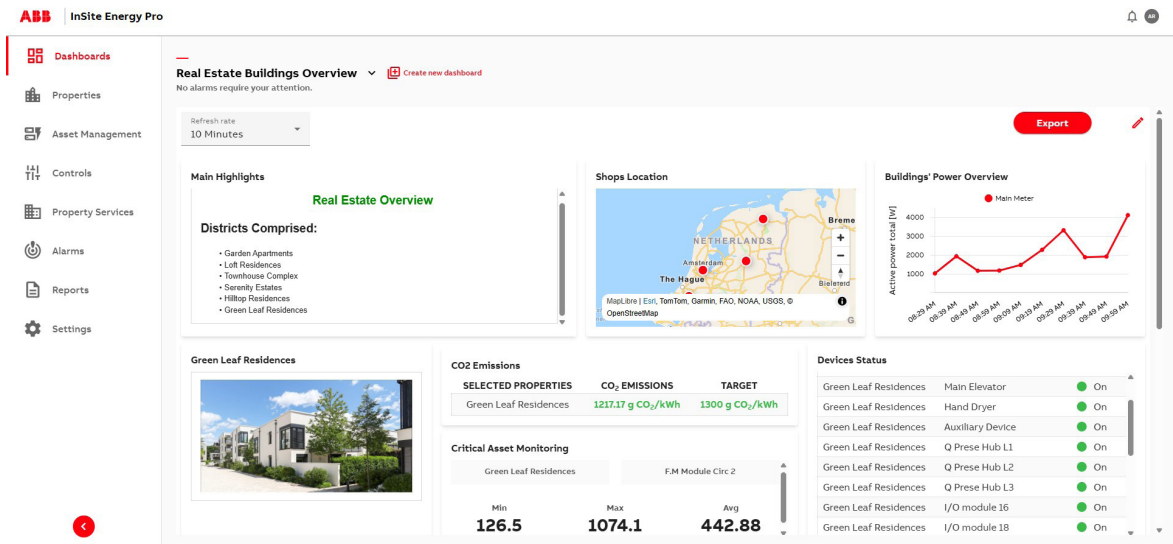 ABB InSite Energy Pro
AR
Dashboards
Properties
Asset Management
Controls
Property Services
Alarms
Reports
Settings
Real Estate Buildings Overview
Create new dashboard
No alarms require your attention.
Refresh rate
10 Minutes
Export
Main Highlights
Real Estate Overview
Districts Comprised:
• Garden Apartments
• Loft Residences
• Townhouse Complex
• Serenity Estates
• Hilltop Residences
• Green Leaf Residences
Shops Location
Breme
NETHERLANDS
Amsterdam
The Hague
Bielefeld
+
−
MapLibre | Esri, TomTom, Garmin, FAO, NOAA, USGS, ©
OpenStreetMap
G
Buildings' Power Overview
Main Meter
Active power total [W]
4000
3000
2000
1000
08:29 AM
08:39 AM
08:49 AM
08:59 AM
09:09 AM
09:19 AM
09:29 AM
09:39 AM
09:49 AM
09:59 AM
Green Leaf Residences
CO2 Emissions
SELECTED PROPERTIES CO₂ EMISSIONS TARGET
Green Leaf Residences 1217.17 g CO₂/kWh 1300 g CO₂/kWh
Critical Asset Monitoring
Green Leaf Residences F.M Module Circ 2
Min Max Avg
126.5 1074.1 442.88
Devices Status
Green Leaf Residences Main Elevator On
Green Leaf Residences Hand Dryer On
Green Leaf Residences Auxiliary Device On
Green Leaf Residences Q Prese Hub L1 On
Green Leaf Residences Q Prese Hub L2 On
Green Leaf Residences Q Prese Hub L3 On
Green Leaf Residences I/O module 16 On
Green Leaf Residences I/O module 18 On